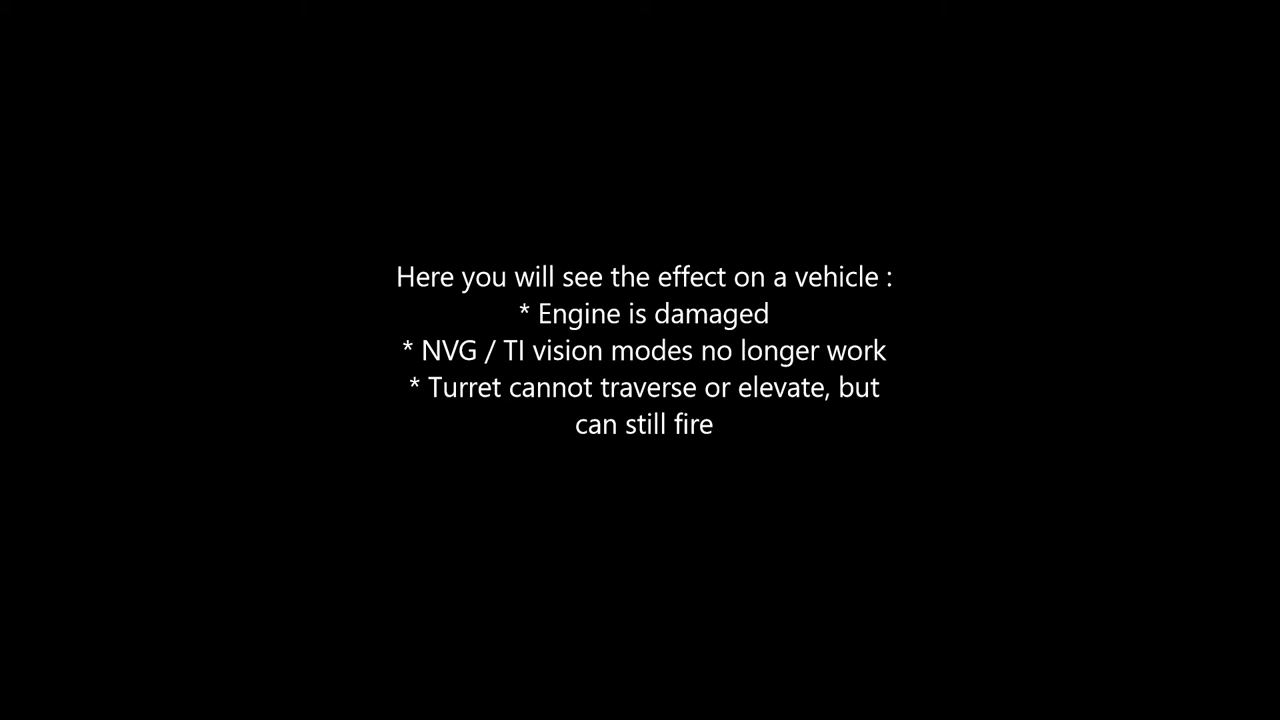 Here you will see the effect on a vehicle :
* Engine is damaged
* NVG / TI vision modes no longer work
* Turret cannot traverse or elevate, but
can still fire